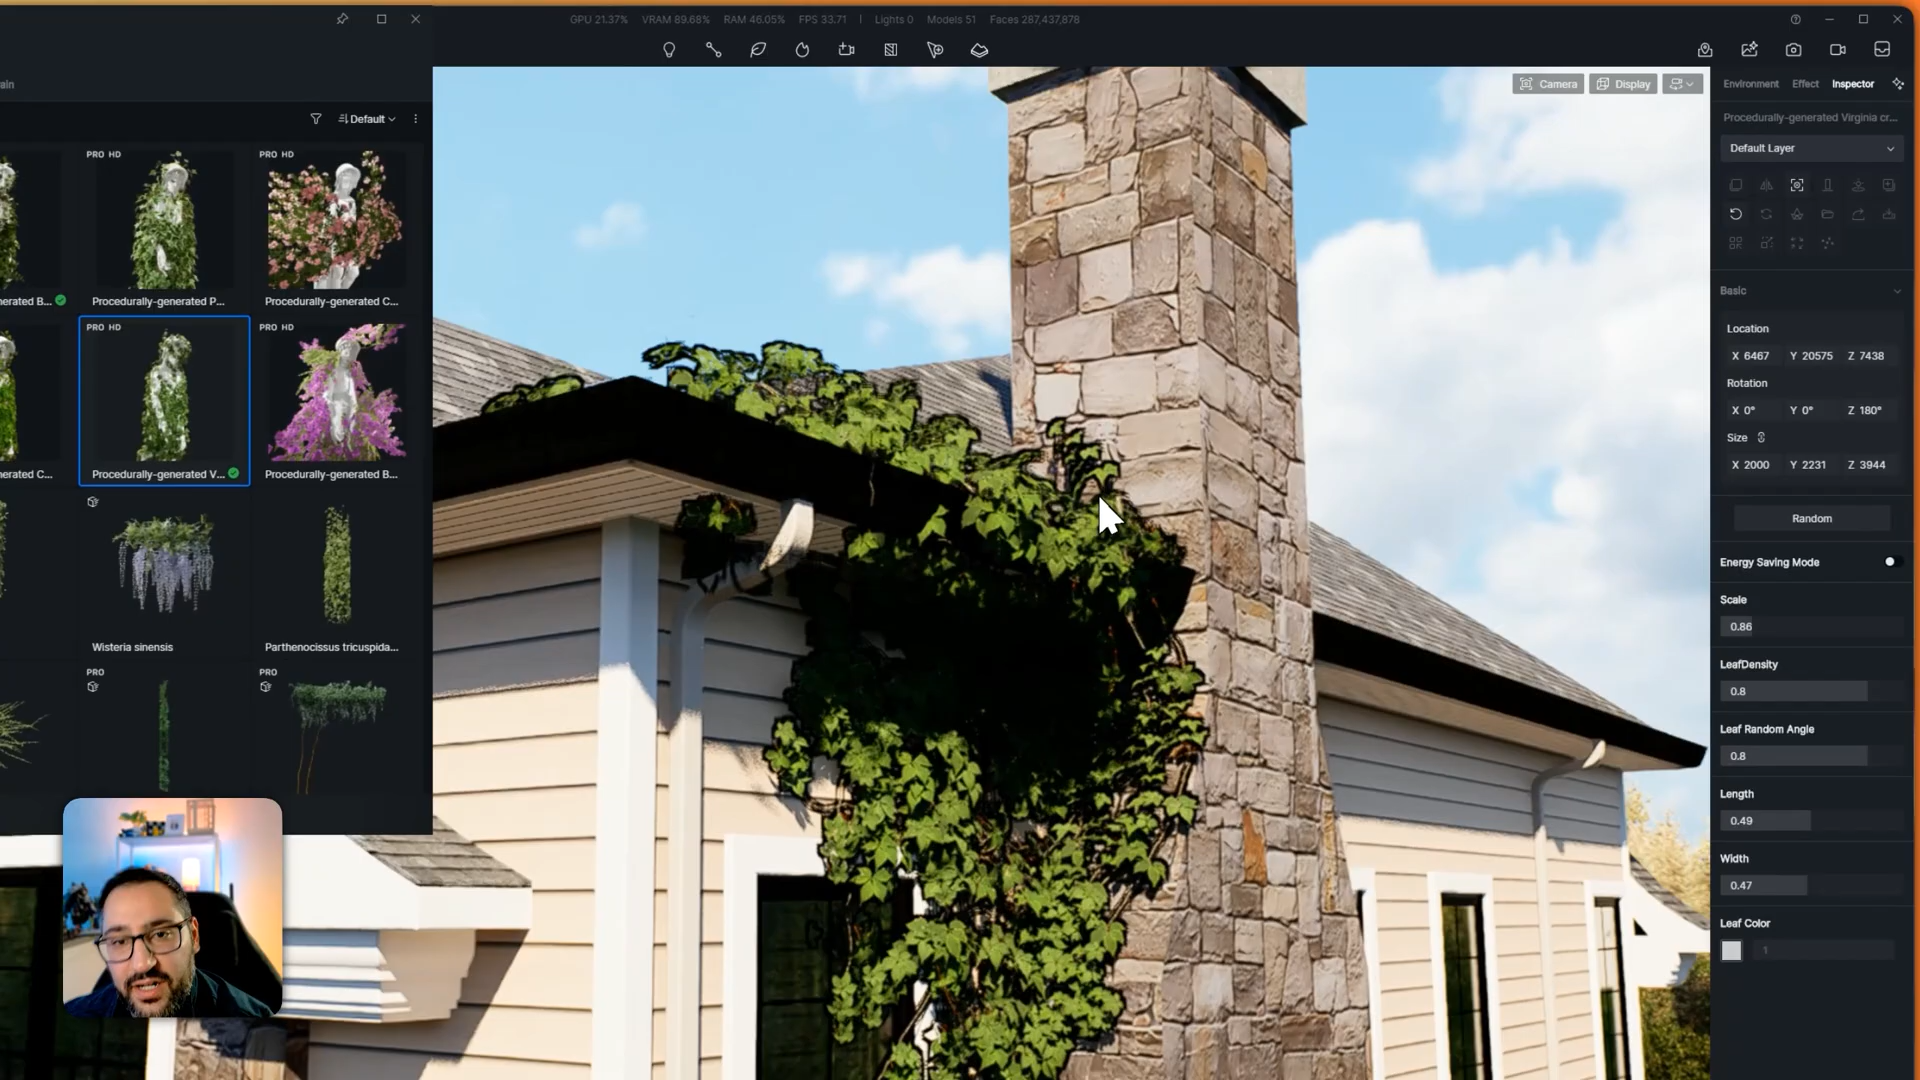 GPU 21.37% VRAM 89.68% RAM 46.05% FPS 33.71 | Lights 0 Models 51 Faces 287,437,878
Camera Display
Environment Effect Inspector
ain
Default
Procedurally-generated Virginia cr...
Default Layer
PRO HD
PRO HD
erated B...
Procedurally-generated P...
Procedurally-generated C...
PRO HD
PRO HD
erated C...
Procedurally-generated V...
Procedurally-generated B...
Wisteria sinensis
Parthenocissus tricuspida...
PRO
PRO
Basic
Location
X 6467 Y 20575 Z 7438
Rotation
X 0° Y 0° Z 180°
Size
X 2000 Y 2231 Z 3944
Random
Energy Saving Mode
Scale
0.86
LeafDensity
0.8
Leaf Random Angle
0.8
Length
0.49
Width
0.47
Leaf Color
1